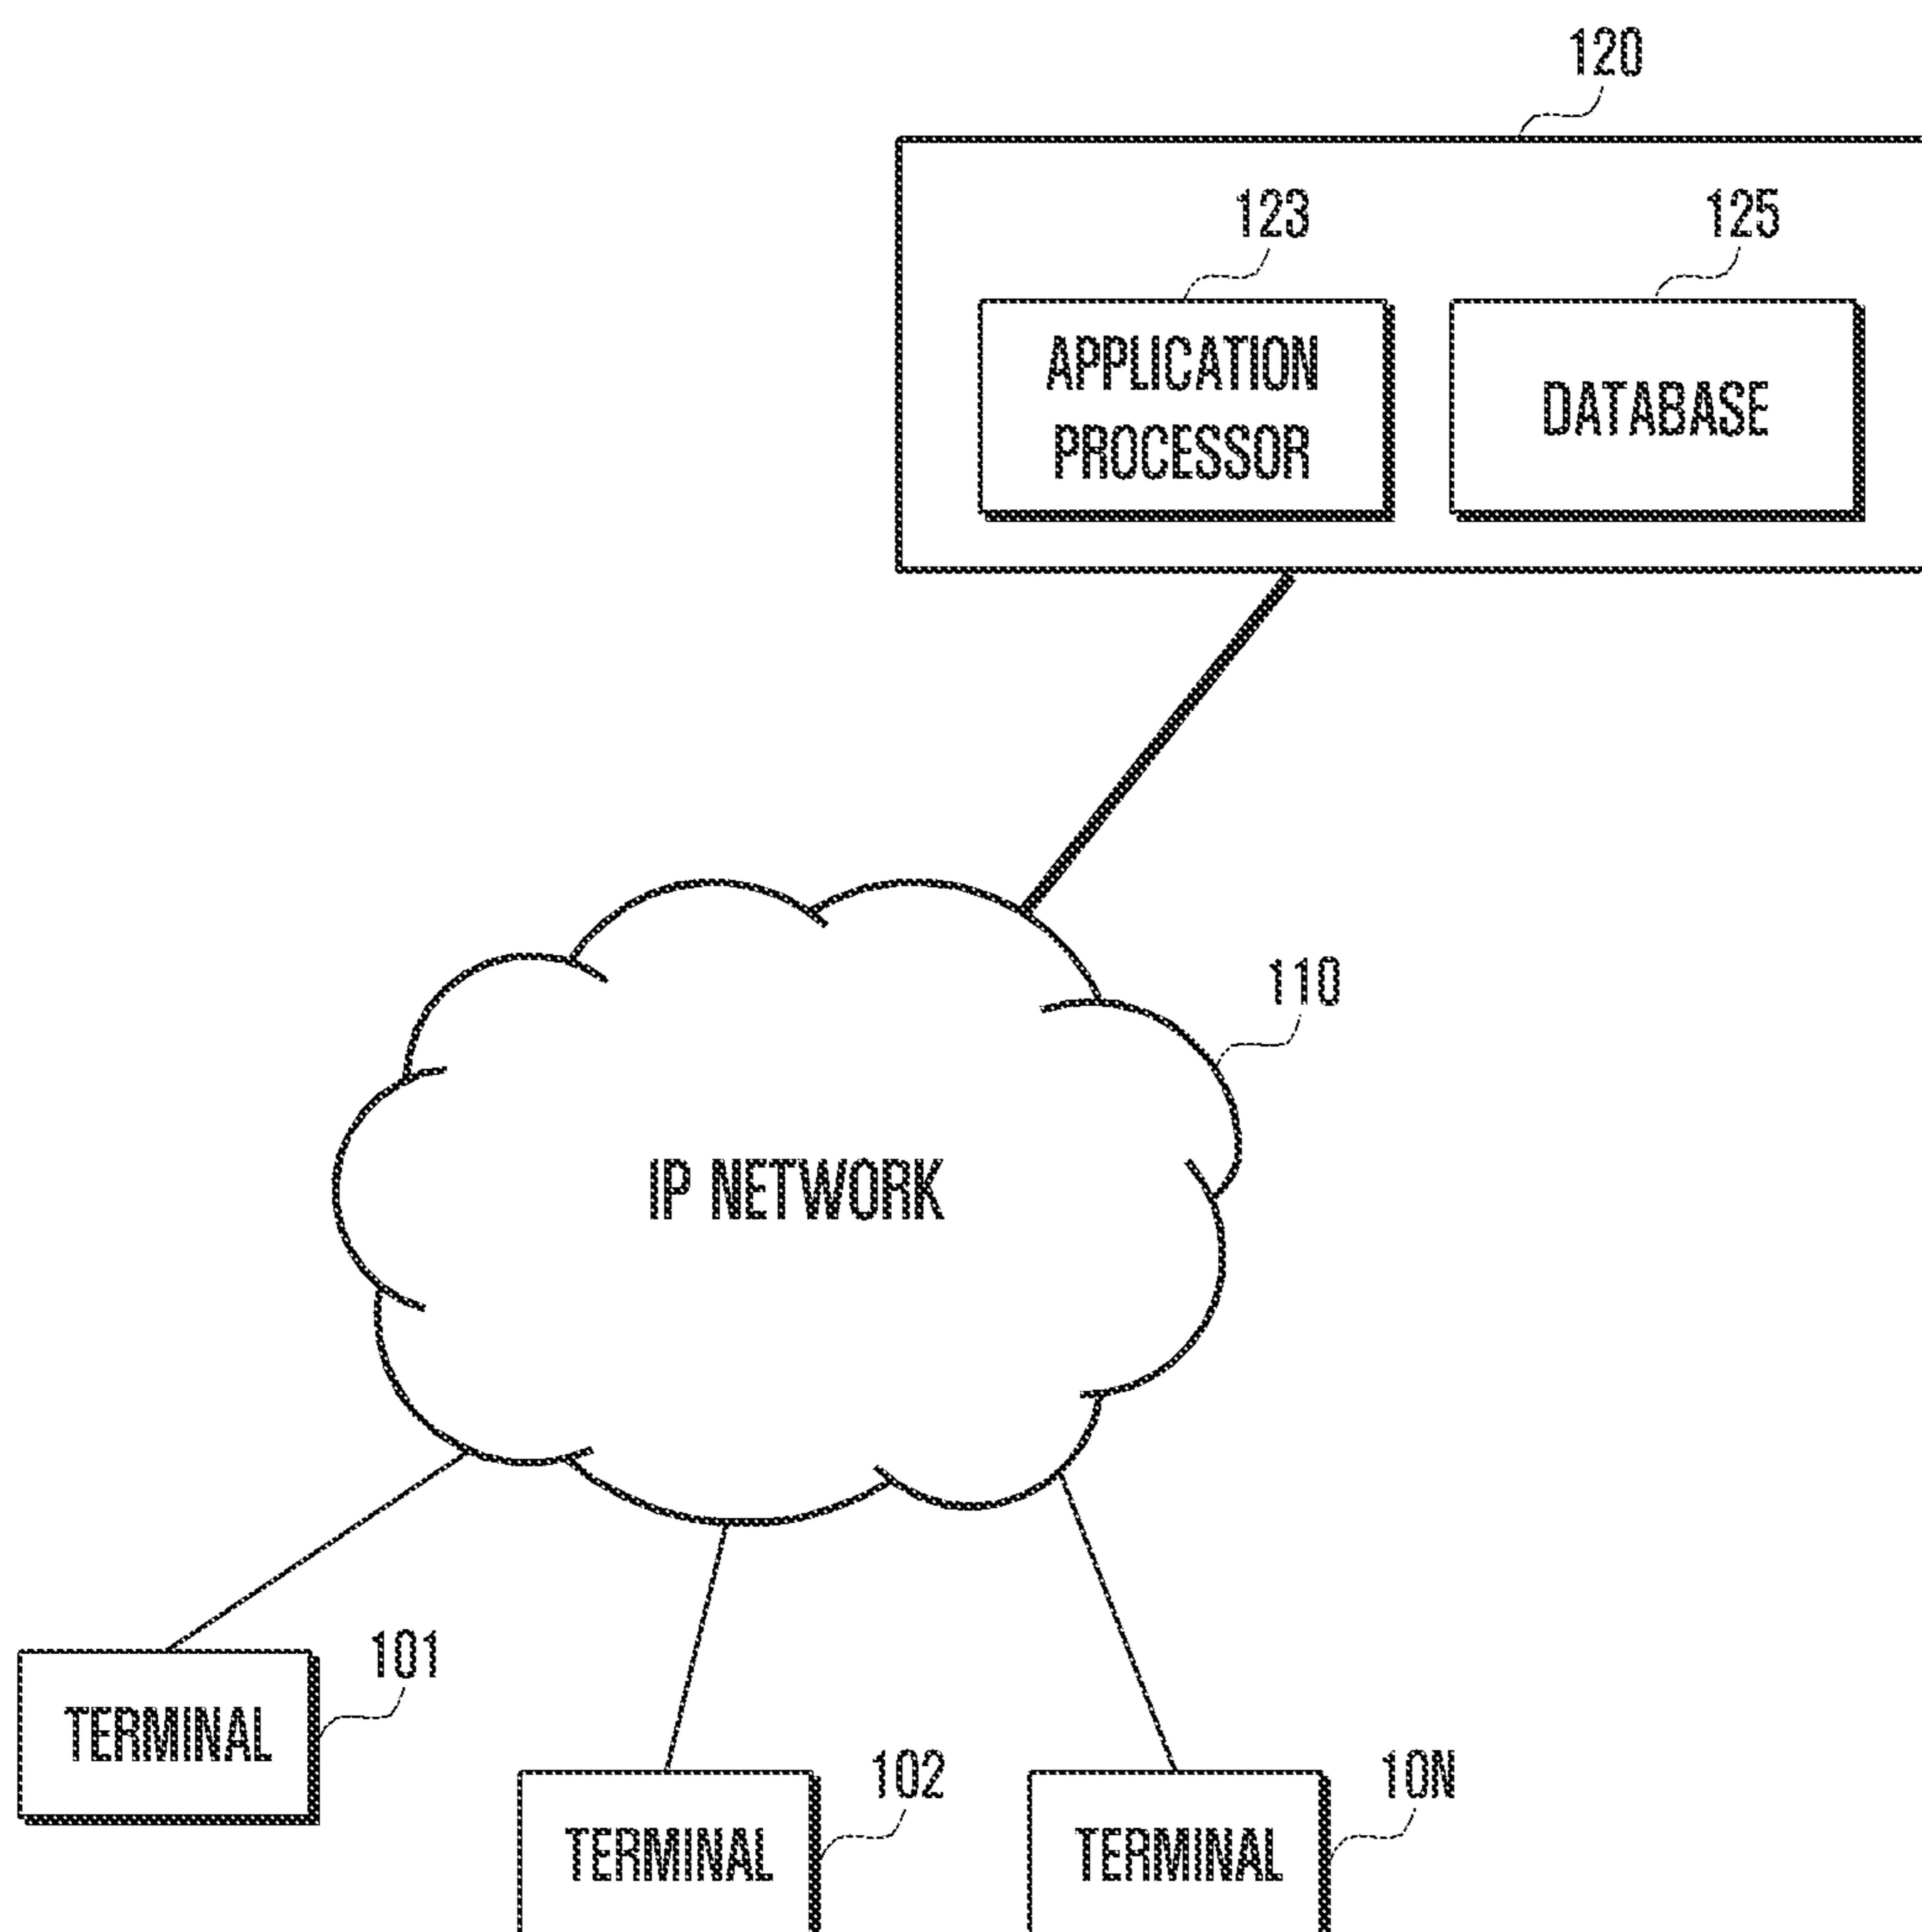 120
123
125
APPLICATION
PROCESSOR
DATABASE
110
IP NETWORK
101
TERMINAL
102
10N
TERMINAL
TERMINAL